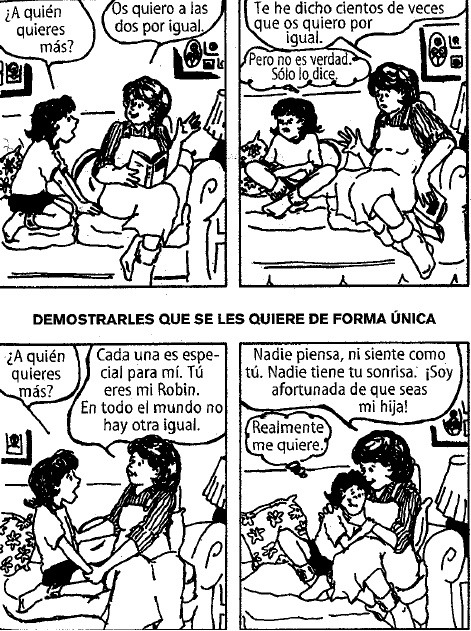 ¿A quién
quieres
más?
Os quiero a las
dos por igual.
Te he dicho cientos de veces
que os quiero por
igual.
Pero no es verdad.
Sólo lo dice.
DEMOSTRARLES QUE SE LES QUIERE DE FORMA ÚNICA
¿A quién
quieres
más?
Cada una es espe-
cial para mí. Tú
eres mi Robin.
En todo el mundo no
hay otra igual.
Nadie piensa, ni siente como
tú. Nadie tiene tu sonrisa. ¡Soy
afortunada de que seas
mi hija!
Realmente
me quiere.